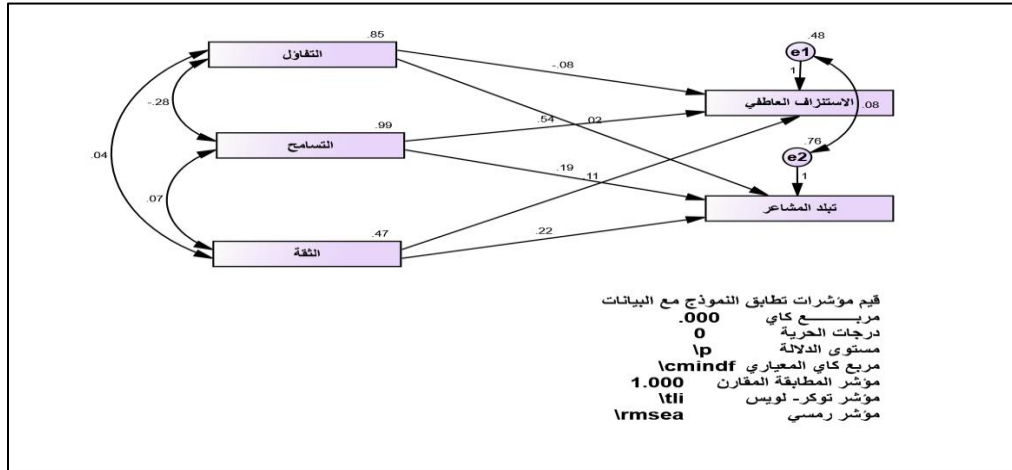 .85
التفاؤل
-.08
.48
e1
1
الاستنزاف العاطفي
.08
-.28
.99
التسامح
.54
.02
.76
e2
1
.04
.19
.11
.07
تبلد المشاعر
.47
الثقة
.22
قيم مؤشرات تطابق النموذج مع البيانات
مربـــــــع كاي .000
درجات الحرية 0
مستوى الدلالة \p
مربع كاي المعياري \cmindf
مؤشر المطابقة المقارن 1.000
مؤشر توكر- لويس \tli
مؤشر رمسي \rmsea